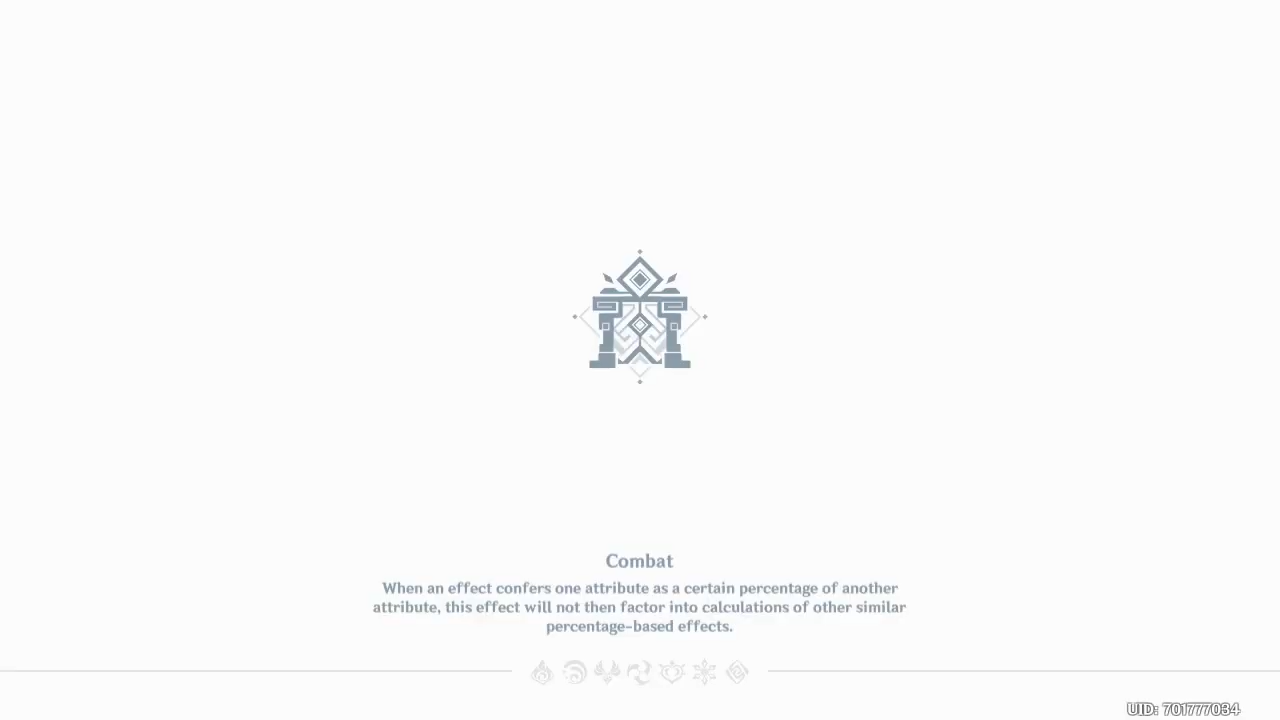 Combat
When an effect confers one attribute as a certain percentage of another
attribute, this effect will not then factor into calculations of other similar
percentage-based effects.
UID: 701777034